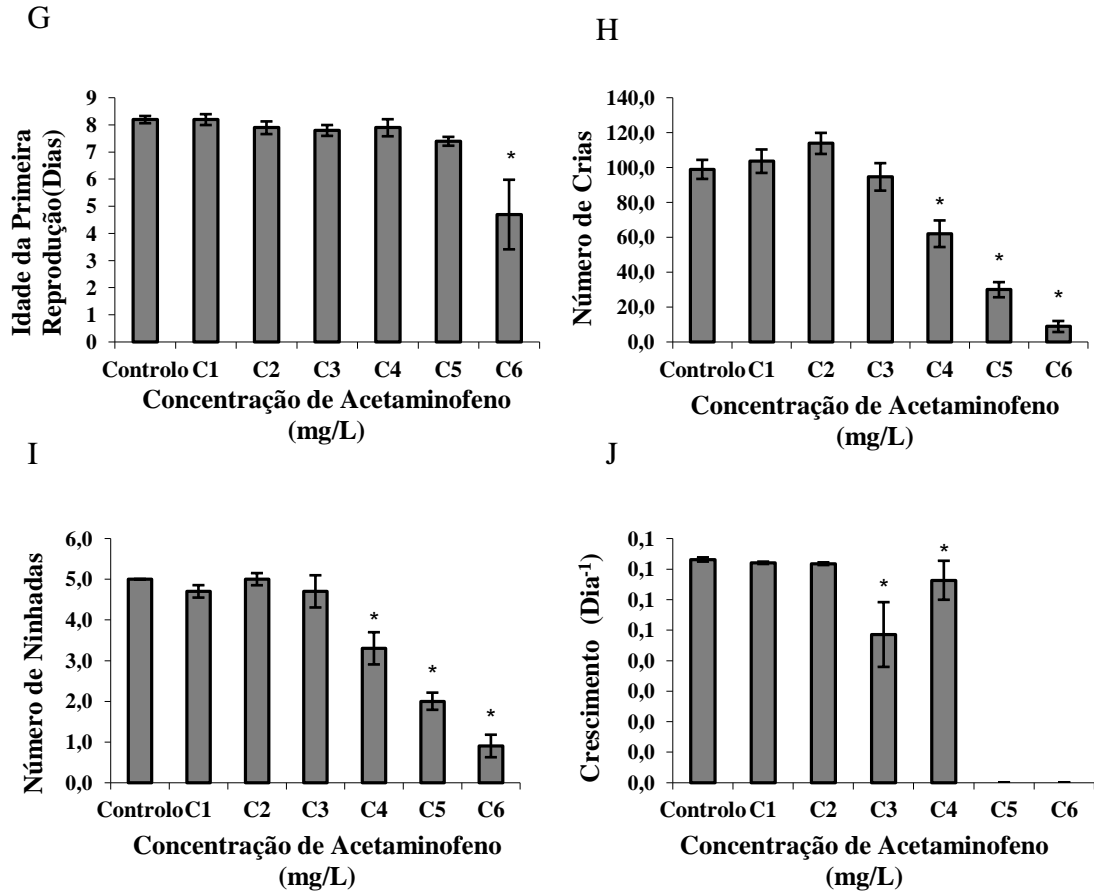 G
Idade da Primeira
Reprodução(Dias)
9
8
7
6
5
4
3
2
1
0
*
Controlo C1 C2 C3 C4 C5 C6
Concentração de Acetaminofeno
(mg/L)
H
Número de Crias
140,0
120,0
100,0
80,0
60,0
40,0
20,0
0,0
*
*
*
Controlo C1 C2 C3 C4 C5 C6
Concentração de Acetaminofeno
(mg/L)
I
Número de Ninhadas
6,0
5,0
4,0
3,0
2,0
1,0
0,0
*
*
*
Controlo C1 C2 C3 C4 C5 C6
Concentração de Acetaminofeno
(mg/L)
J
Crescimento (Dia-1)
0,1
0,1
0,1
0,1
0,0
0,0
0,0
0,0
0,0
*
*
Controlo C1 C2 C3 C4 C5 C6
Concentração de Acetaminofeno
(mg/L)